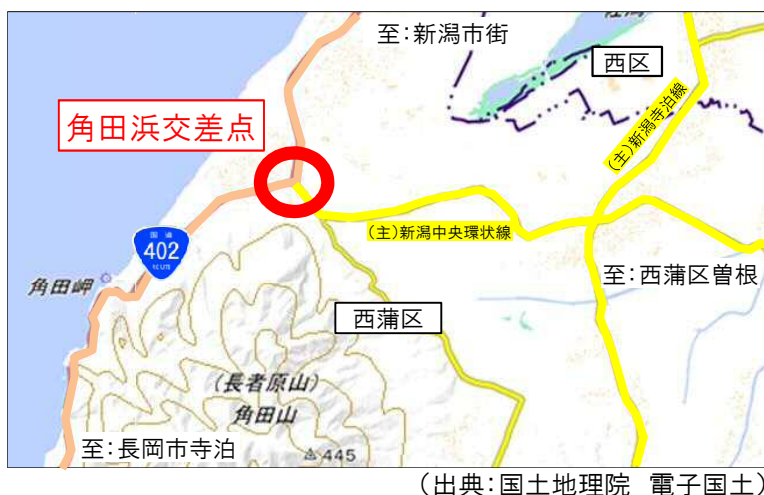 至：新潟市街
西区
角田浜交差点
(主)新潟寺泊線
国道
402
ROUTE
(主)新潟中央環状線
角田岬
至：西蒲区曽根
西蒲区
(長者原山)
角田山
至：長岡市寺泊
445
(出典：国土地理院　電子国土)